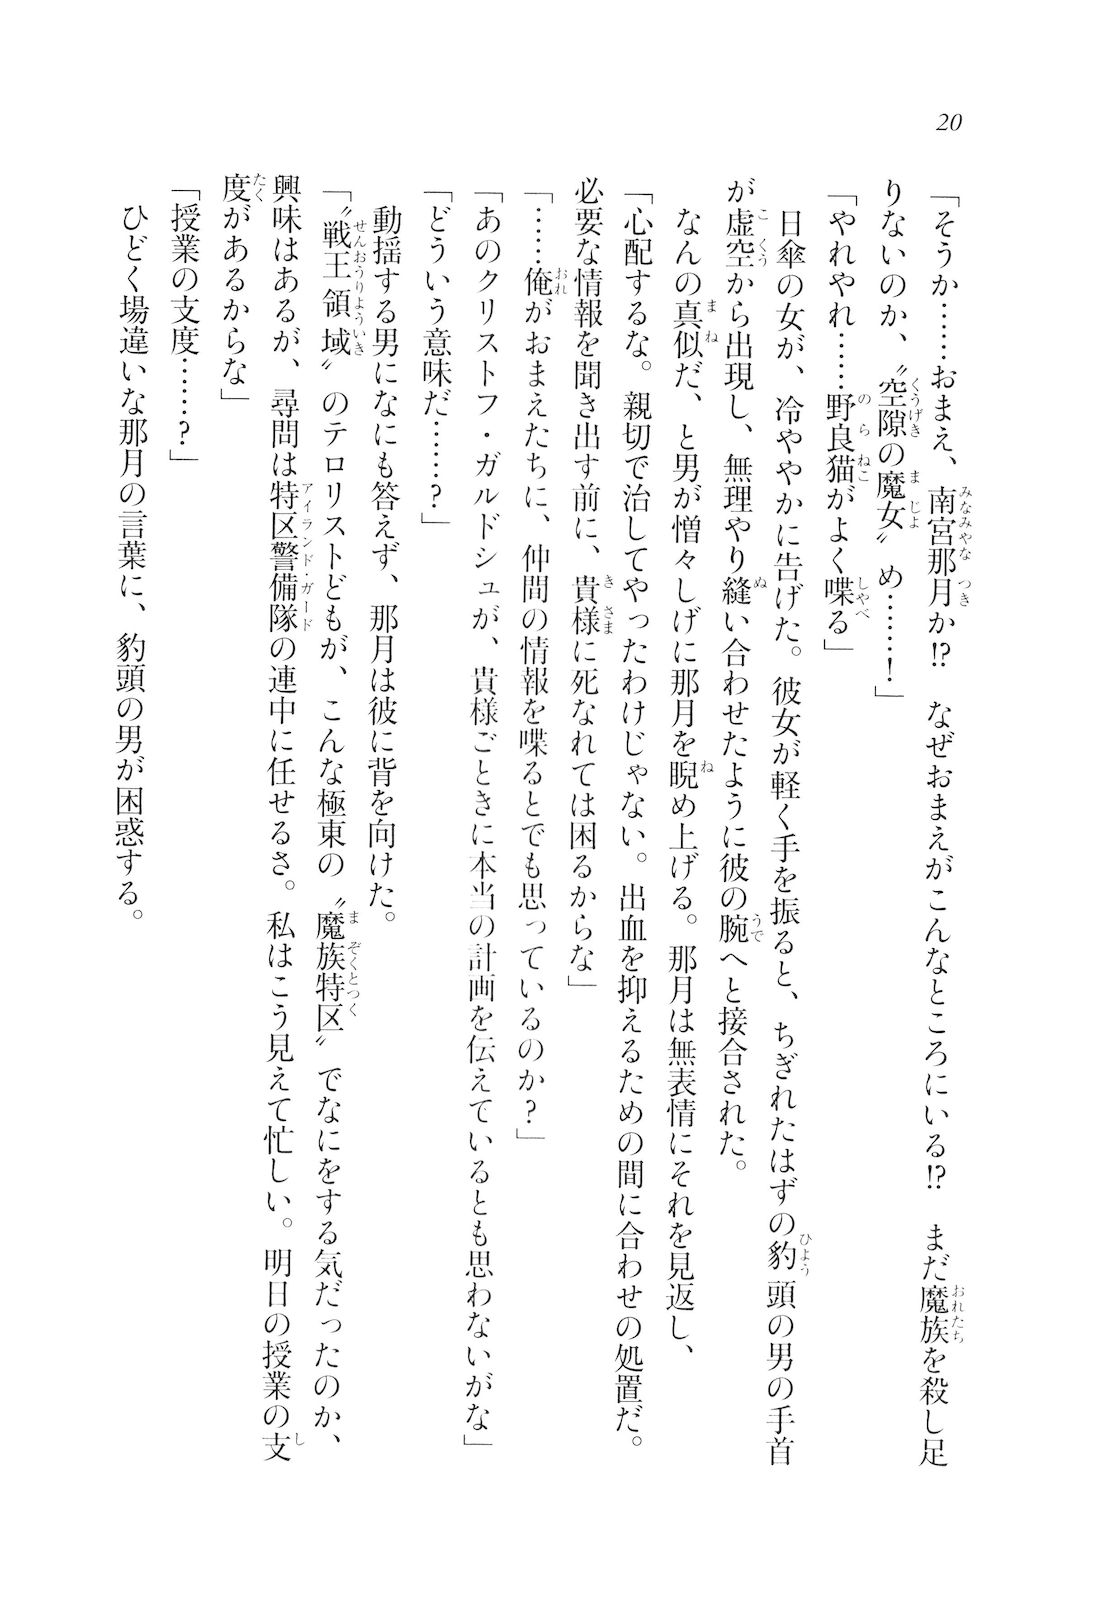 20
「そうか……おまえ、南宮那月か!?　なぜおまえがこんなところにいる!?　まだ魔族を殺し足
りないのか、〝空隙の魔女〟め……！」
「やれやれ……野良猫がよく喋る」
　日傘の女が、冷ややかに告げた。彼女が軽く手を振ると、ちぎれたはずの豹頭の男の手首
が虚空から出現し、無理やり縫い合わせたように彼の腕へと接合された。
　なんの真似だ、と男が憎々しげに那月を睨め上げる。那月は無表情にそれを見返し、
「心配するな。親切で治してやったわけじゃない。出血を抑えるための間に合わせの処置だ。
必要な情報を聞き出す前に、貴様に死なれては困るからな」
「……俺がおまえたちに、仲間の情報を喋るとでも思っているのか？」
「あのクリストフ・ガルドシュが、貴様ごときに本当の計画を伝えているとも思わないがな」
「どういう意味だ……？」
　動揺する男になにも答えず、那月は彼に背を向けた。
「〝戦王領域〟のテロリストどもが、こんな極東の〝魔族特区〟でなにをする気だったのか、
興味はあるが、尋問は特区警備隊の連中に任せるさ。私はこう見えて忙しい。明日の授業の支
度があるからな」
「授業の支度……？」
　ひどく場違いな那月の言葉に、豹頭の男が困惑する。